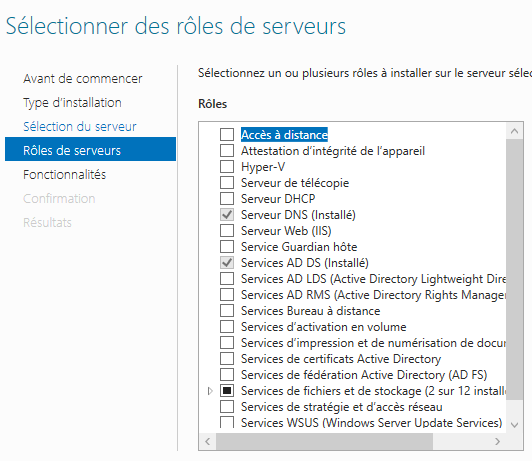 Sélectionner des rôles de serveurs
Avant de commencer
Type d'installation
Sélection du serveur
Rôles de serveurs
Fonctionnalités
Confirmation
Résultats
Sélectionnez un ou plusieurs rôles à installer sur le serveur sélec
Rôles
Accès à distance
Attestation d'intégrité de l'appareil
Hyper-V
Serveur de télécopie
Serveur DHCP
Serveur DNS (Installé)
Serveur Web (IIS)
Service Guardian hôte
Services AD DS (Installé)
Services AD LDS (Active Directory Lightweight Dire
Services AD RMS (Active Directory Rights Manager
Services Bureau à distance
Services d'activation en volume
Services d'impression et de numérisation de docu
Services de certificats Active Directory
Services de fédération Active Directory (AD FS)
Services de fichiers et de stockage (2 sur 12 install
Services de stratégie et d'accès réseau
Services WSUS (Windows Server Update Services)